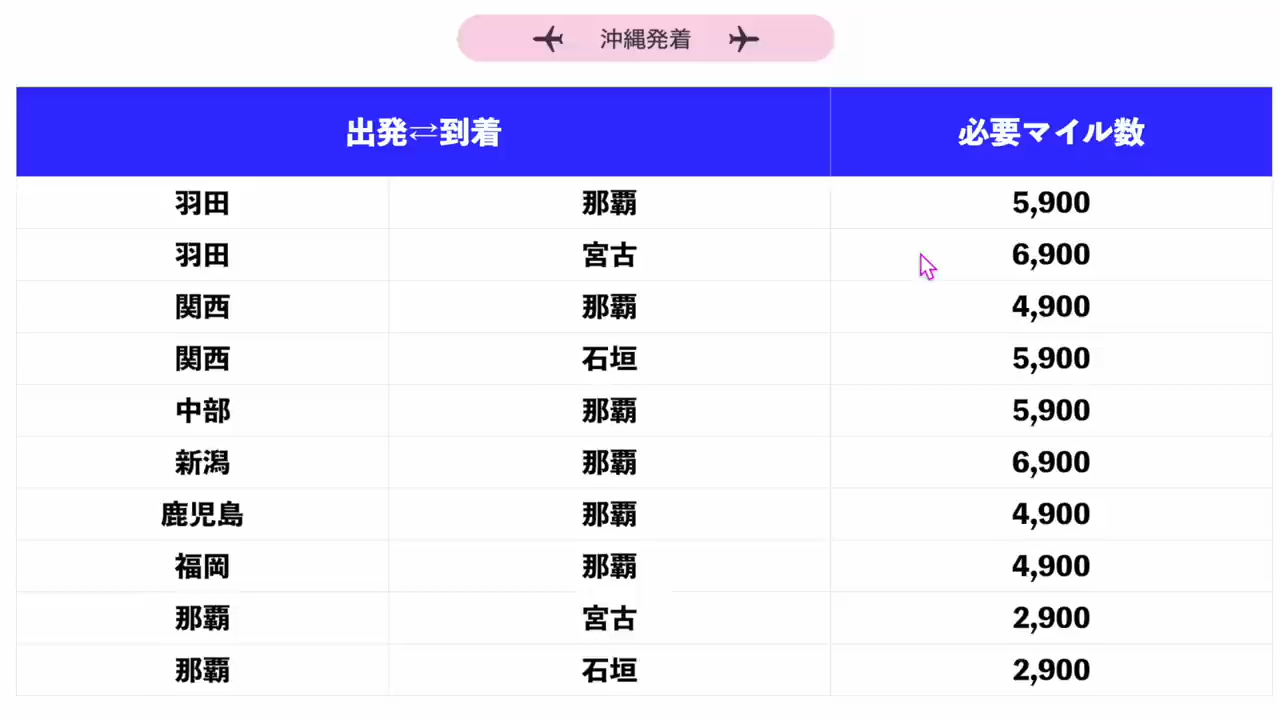 沖縄発着
出発⇄到着 必要マイル数
羽田 那覇 5,900
羽田 宮古 6,900
関西 那覇 4,900
関西 石垣 5,900
中部 那覇 5,900
新潟 那覇 6,900
鹿児島 那覇 4,900
福岡 那覇 4,900
那覇 宮古 2,900
那覇 石垣 2,900